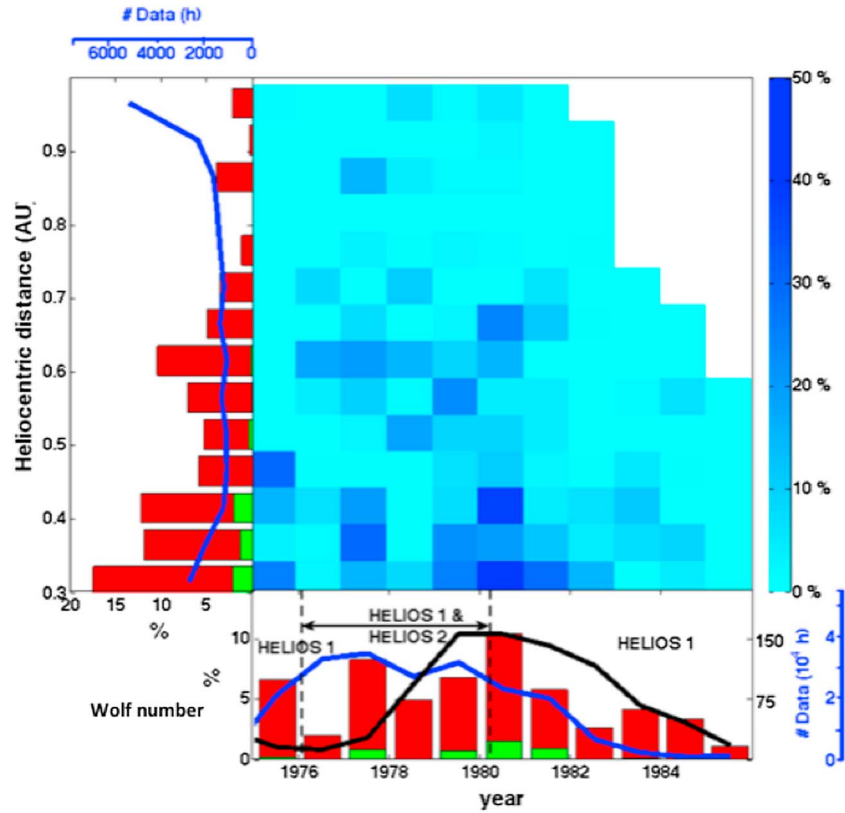 # Data (h)
6000 4000 2000 0
50 %
40 %
30 %
20 %
10 %
0 %
Heliocentric distance (AU)
0.9
0.8
0.7
0.6
0.5
0.4
0.3
20 15 10 5
%
HELIOS 1 &
HELIOS 2
HELIOS 1
HELIOS 1
10
5
0
%
Wolf number
150
75
0
4
2
0
# Data (10⁴ h)
1976 1978 1980 1982 1984
year